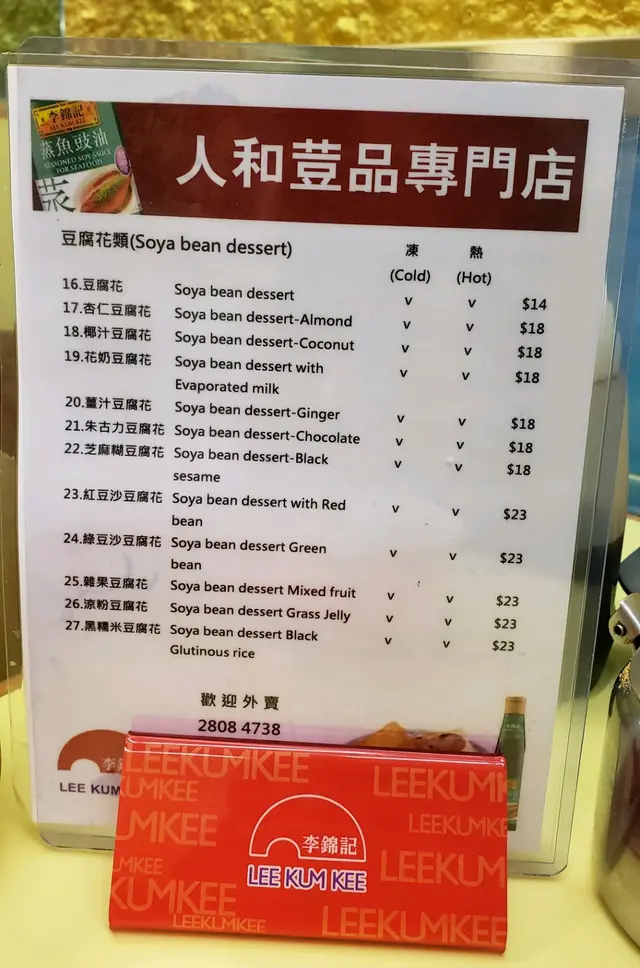 李錦記
LEE KUM KEE
蒸魚豉油
SEASONED SOY SAUCE
FOR SEAFOOD
蒸
人和荳品專門店
豆腐花類(Soya bean dessert)
凍 熱
(Cold) (Hot)
16.豆腐花 Soya bean dessert v v $14
17.杏仁豆腐花 Soya bean dessert-Almond v v $18
18.椰汁豆腐花 Soya bean dessert-Coconut v v $18
19.花奶豆腐花 Soya bean dessert with v v $18
Evaporated milk
20.薑汁豆腐花 Soya bean dessert-Ginger v v $18
21.朱古力豆腐花 Soya bean dessert-Chocolate v v $18
22.芝麻糊豆腐花 Soya bean dessert-Black v v $18
sesame
23.紅豆沙豆腐花 Soya bean dessert with Red v v $23
bean
24.綠豆沙豆腐花 Soya bean dessert Green v v $23
bean
25.雜果豆腐花 Soya bean dessert Mixed fruit v v $23
26.涼粉豆腐花 Soya bean dessert Grass Jelly v v $23
27.黑糯米豆腐花 Soya bean dessert Black v v $23
Glutinous rice
歡迎外賣
2808 4738
李
LEE KUM
LEEKUMKEE LEEKUM
UMKEE
UMKEE LEEKUMKE
李錦記
LEE KUM KEE
MKEE LEEKUM
KUMKEE
LEEKUMKEE LEEKUMKEE